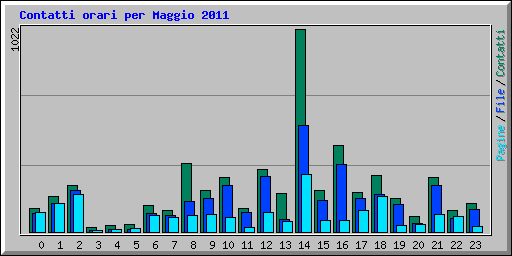 Contatti orari per Maggio 2011
1022
Pagine / File / Contatti
0 1 2 3 4 5 6 7 8 9 10 11 12 13 14 15 16 17 18 19 20 21 22 23